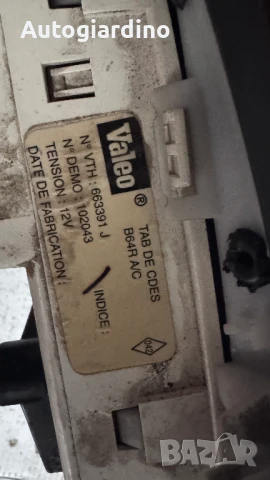 Autogiardino
Valeo ®
TAB DE CDES
B64R A/C
N° VTH : 663391 J
N° DEMO : 102043
INDICE :
TENSION : 12V
DATE DE FABRICATION :
BAZAR